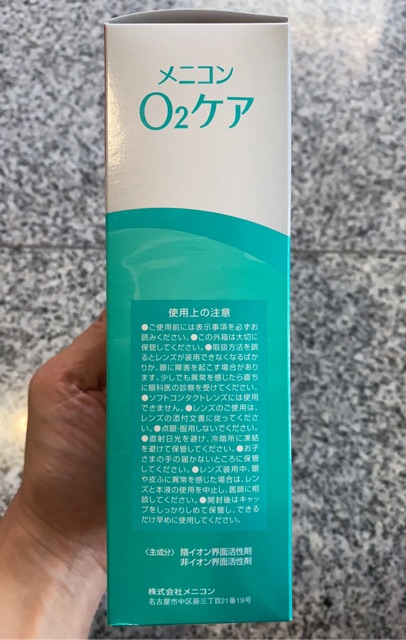 メニコン
O2ケア
使用上の注意
●ご使用前には表示事項を必ずお
読みください。●この外箱は大切に
保管してください。●取扱方法を誤
るとレンズが装用できなくなるばか
りか、眼に障害を起こす場合があり
ます。少しでも異常を感じたら直ち
に眼科医の診察を受けてください。
●ソフトコンタクトレンズには使用
できません。●レンズのご使用は、
レンズの添付文書に従ってくださ
い。●点眼・服用しないでください。
●直射日光を避け、冷暗所に凍結
を避けて保管してください。●お子
さまの手の届かないところに保管
してください。●レンズ装用中、眼
や皮ふに異常を感じた場合は、レン
ズと本液の使用を中止し、医師に相
談してください。●開封後はキャッ
プをしっかりしめて保管し、できる
だけ早めに使用してください。
〈主成分〉 陰イオン界面活性剤
非イオン界面活性剤
株式会社メニコン
名古屋市中区葵三丁目21番19号